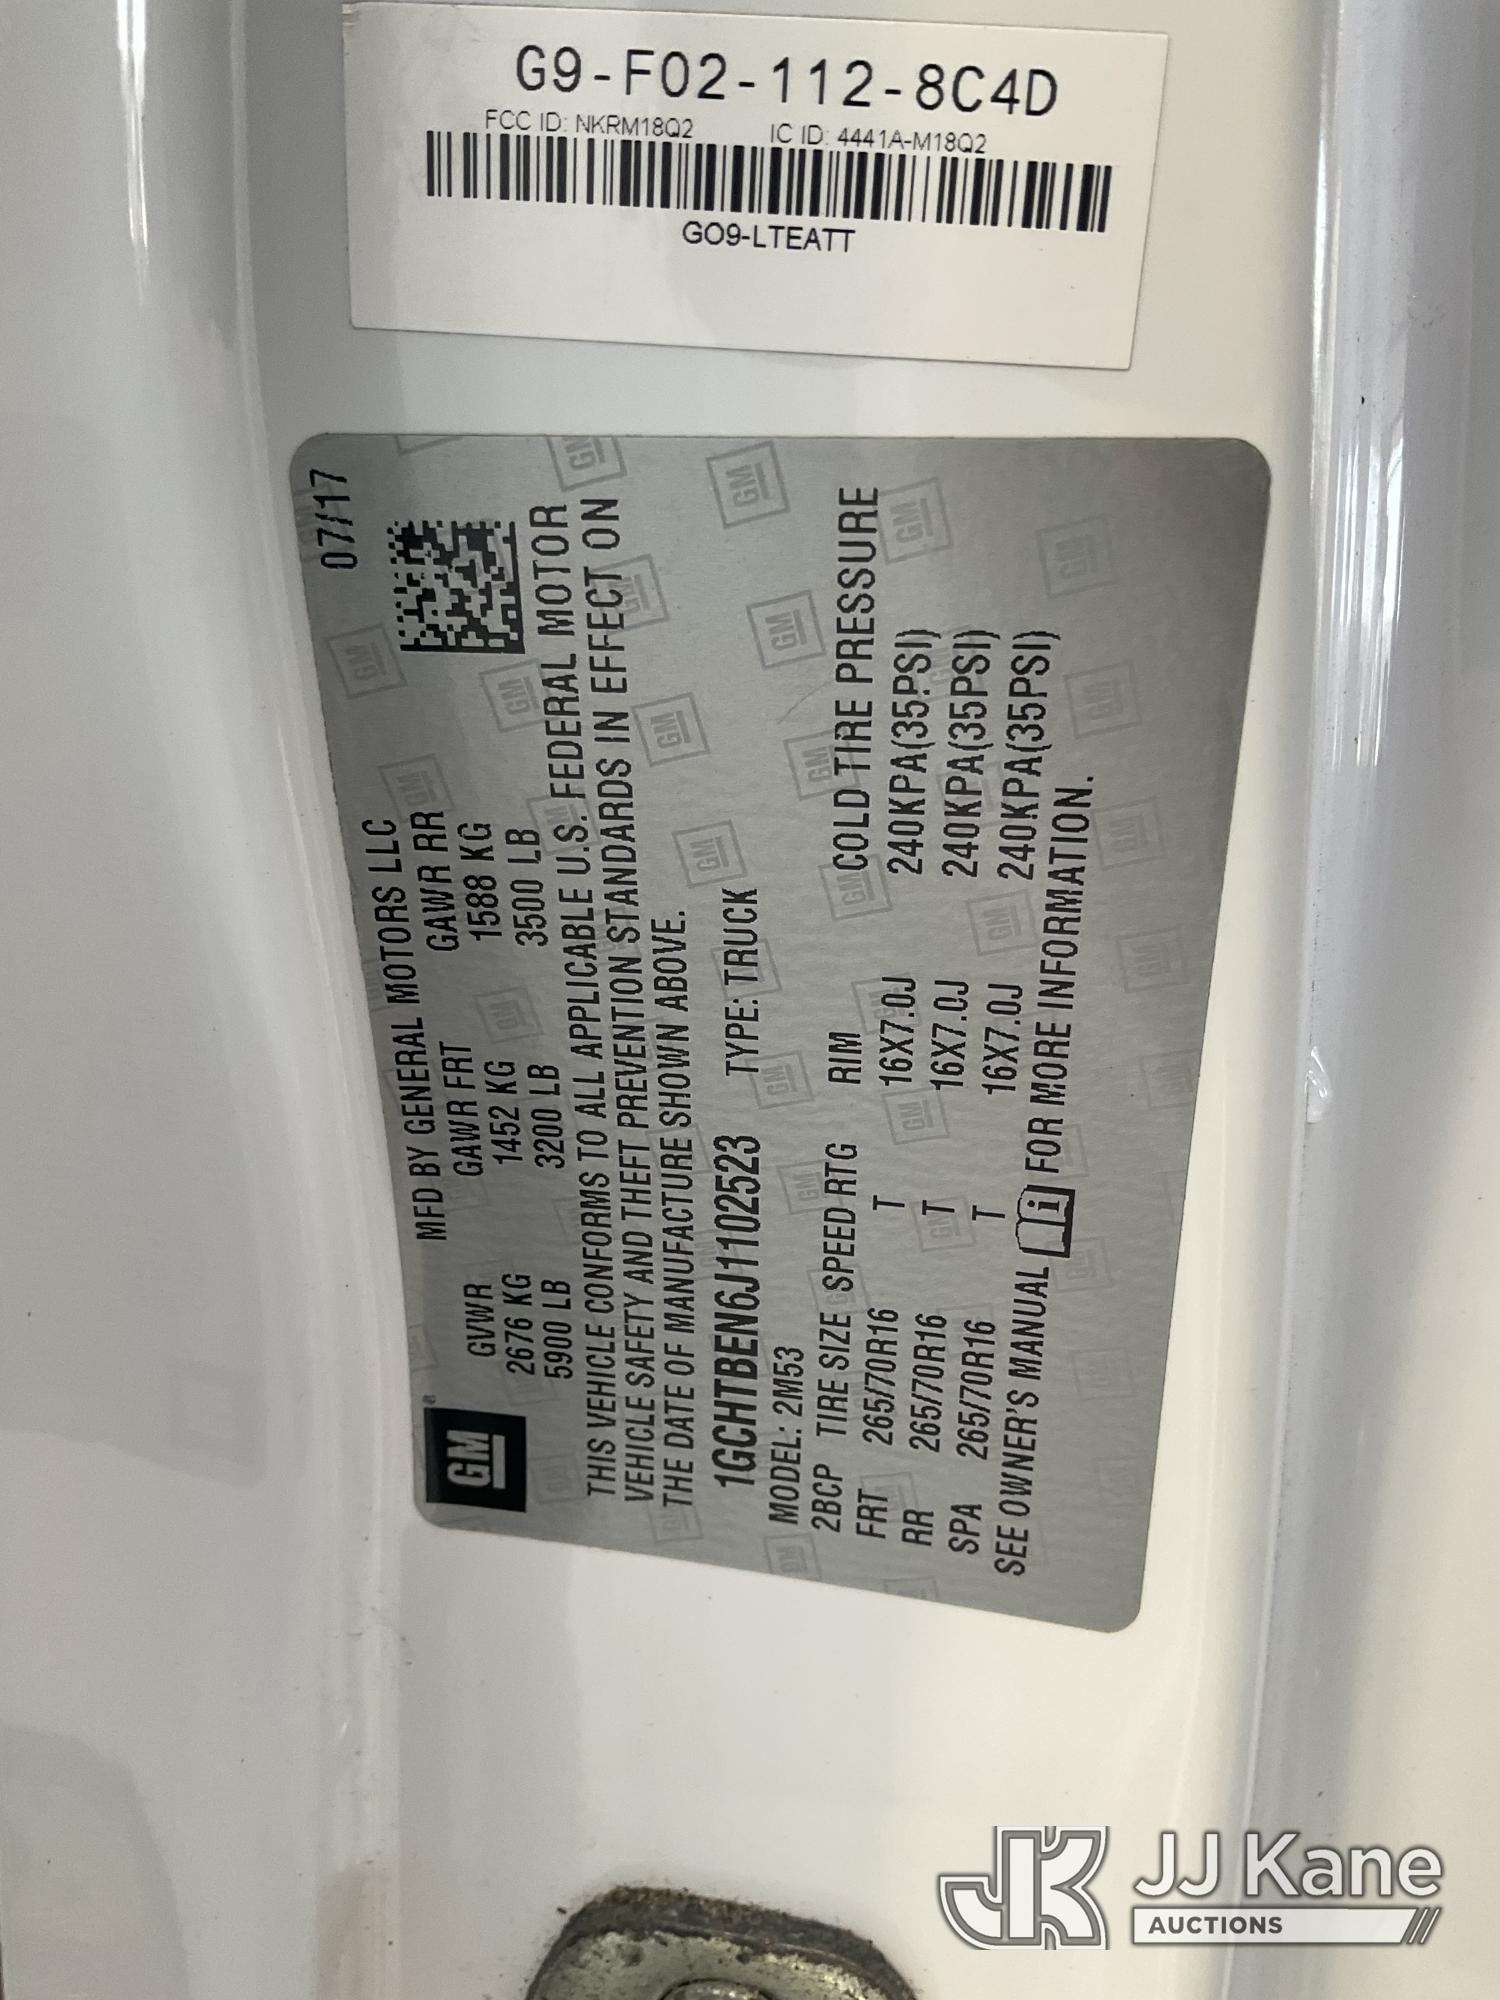 G9-F02-112-8C4D
FCC ID: NKRM18Q2 IC ID: 4441A-M18Q2
GO9-LTEATT
07/17
GM
MFD BY GENERAL MOTORS LLC
GVWR GAWR FRT GAWR RR
2676 KG 1452 KG 1588 KG
5900 LB 3200 LB 3500 LB
THIS VEHICLE CONFORMS TO ALL APPLICABLE U.S. FEDERAL MOTOR
VEHICLE SAFETY AND THEFT PREVENTION STANDARDS IN EFFECT ON
THE DATE OF MANUFACTURE SHOWN ABOVE.
1GCHTBEN6J1102523 TYPE: TRUCK
MODEL: 2M53
2BCP TIRE SIZE SPEED RTG RIM COLD TIRE PRESSURE
FRT 265/70R16 T 16X7.0J 240KPA(35PSI)
RR 265/70R16 T 16X7.0J 240KPA(35PSI)
SPA 265/70R16 T 16X7.0J 240KPA(35PSI)
SEE OWNER'S MANUAL i FOR MORE INFORMATION.
JK JJ Kane
AUCTIONS